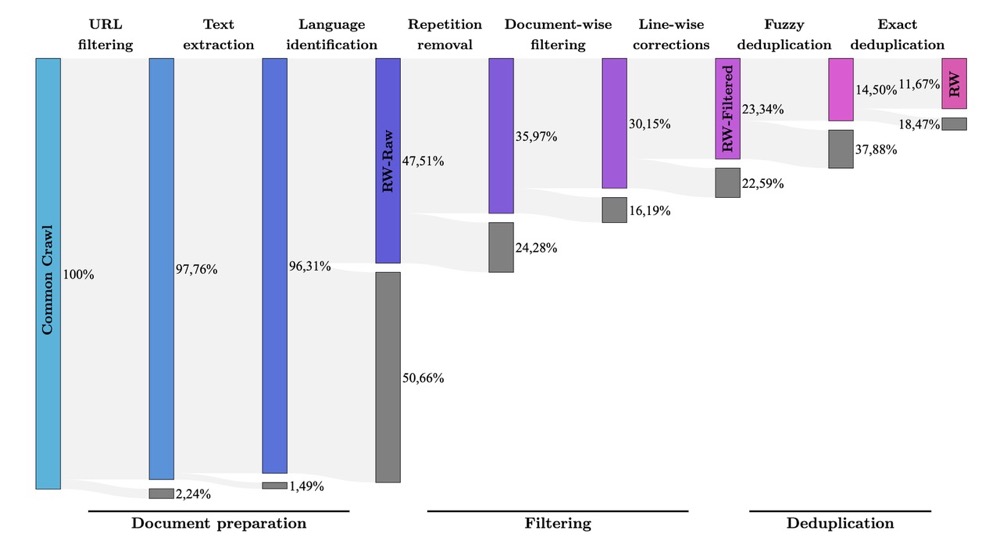 URL
filtering
Text
extraction
Language
identification
Repetition
removal
Document-wise
filtering
Line-wise
corrections
Fuzzy
deduplication
Exact
deduplication
Common Crawl
100%
97,76%
2,24%
96,31%
1,49%
RW-Raw
47,51%
50,66%
35,97%
24,28%
30,15%
16,19%
RW-Filtered
23,34%
22,59%
14,50%
37,88%
11,67%
RW
18,47%
Document preparation
Filtering
Deduplication